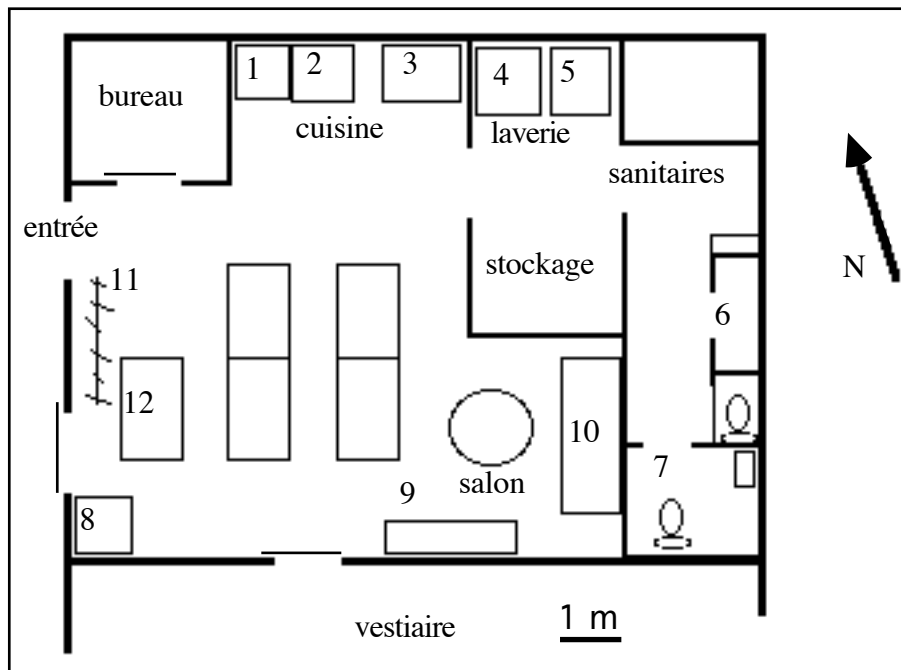 1
2
3
4
5
bureau
cuisine
laverie
sanitaires
entrée
stockage
N
11
6
12
10
7
9
salon
8
vestiaire
1 m